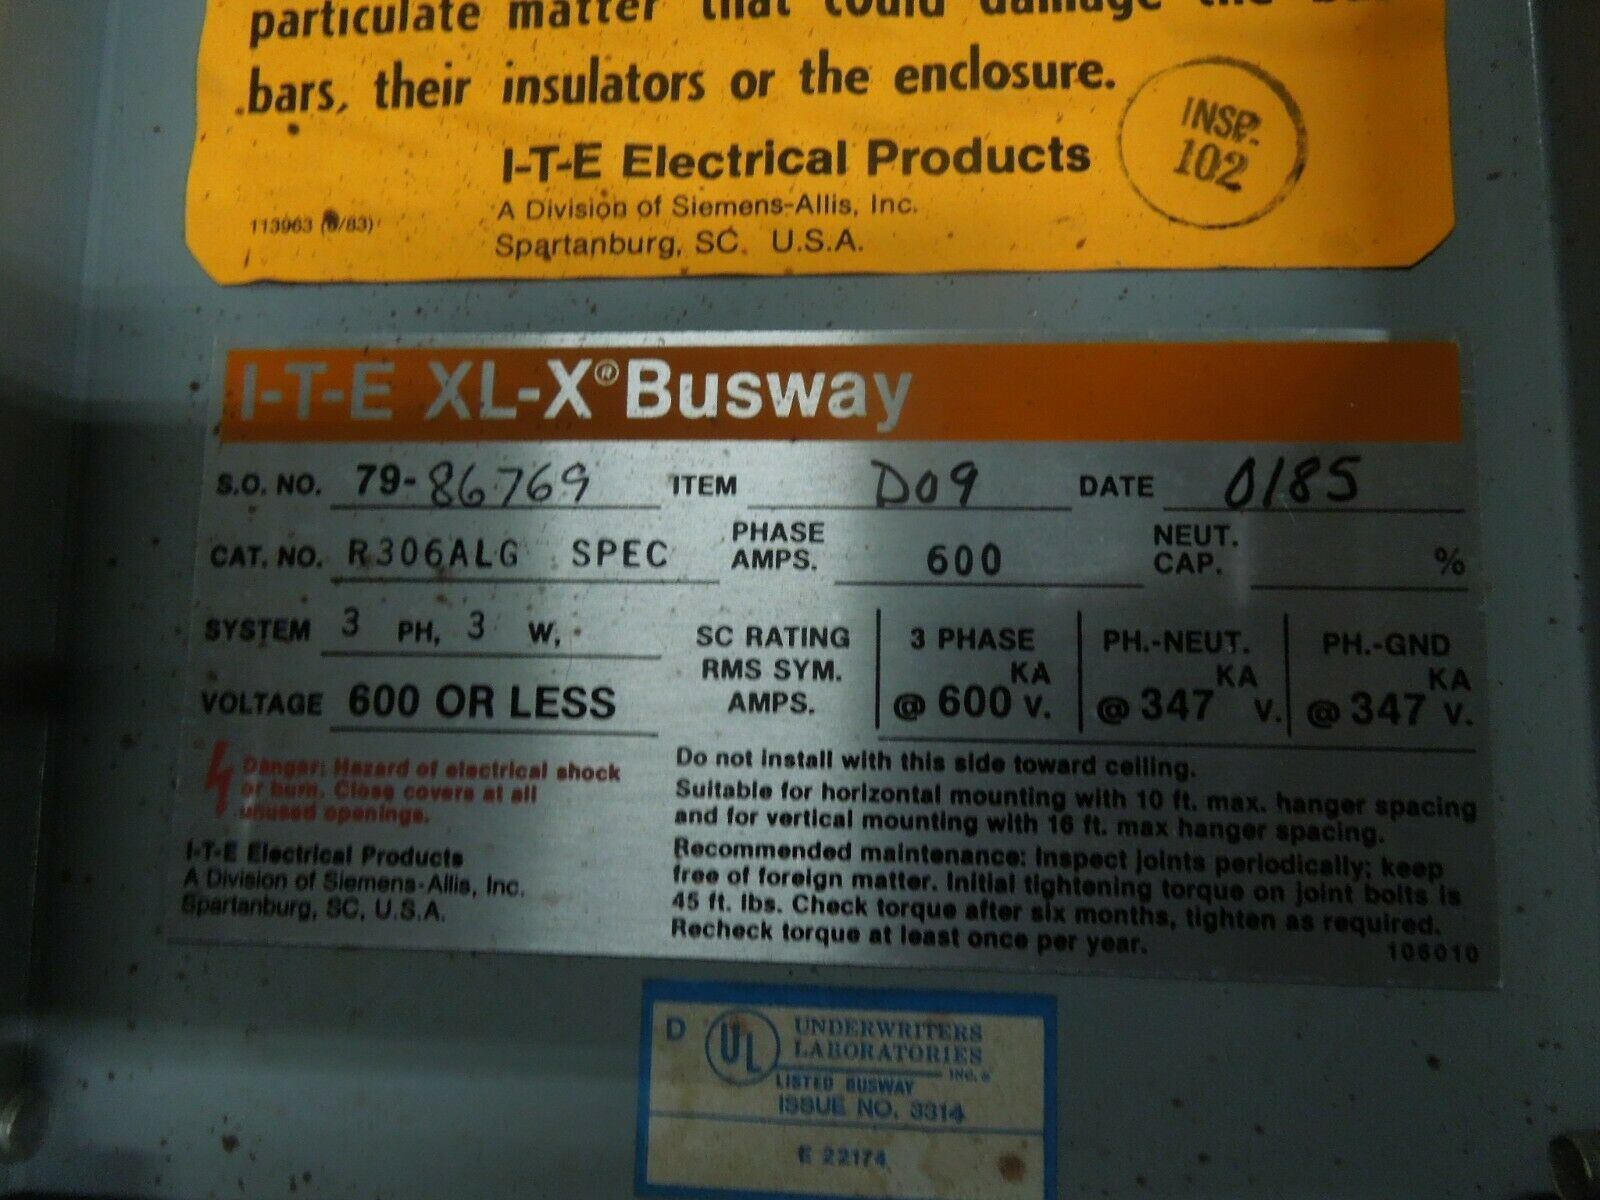 particulate matter that could damage the bus
bars, their insulators or the enclosure.
I-T-E Electrical Products
A Division of Siemens-Allis, Inc.
Spartanburg, SC. U.S.A.
113963 (/83)
INSP.
102
I-T-E XL-X® Busway
S.O. NO. 79-86769 ITEM D09 DATE 0185
CAT. NO. R306ALG SPEC PHASE AMPS. 600 NEUT. CAP. %
SYSTEM 3 PH, 3 W,
VOLTAGE 600 OR LESS
SC RATING
RMS SYM.
AMPS.
3 PHASE
KA
@ 600 V.
PH.-NEUT.
KA
@ 347 V.
PH.-GND
KA
@ 347 V.
Danger: Hazard of electrical shock
or burn. Close covers at all
unused openings.
I-T-E Electrical Products
A Division of Siemens-Allis, Inc.
Spartanburg, SC, U.S.A.
Do not install with this side toward ceiling.
Suitable for horizontal mounting with 10 ft. max. hanger spacing
and for vertical mounting with 16 ft. max hanger spacing.
Recommended maintenance: Inspect joints periodically; keep
free of foreign matter. Initial tightening torque on joint bolts is
45 ft. lbs. Check torque after six months, tighten as required.
Recheck torque at least once per year.
106010
D UL UNDERWRITERS
LABORATORIES
INC.®
LISTED BUSWAY
ISSUE NO. 3314
E 22174